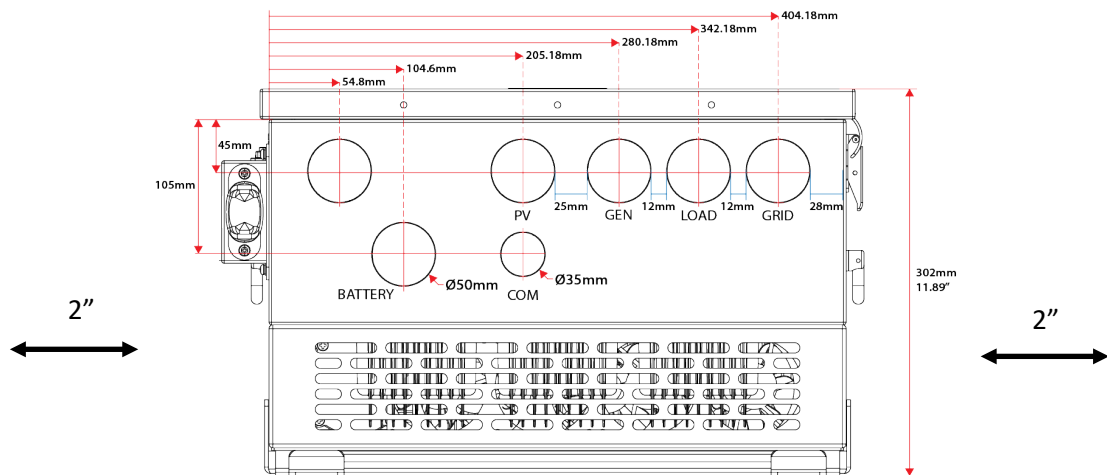 404.18mm
342.18mm
280.18mm
205.18mm
104.6mm
54.8mm
45mm
105mm
25mm
12mm
12mm
28mm
PV
GEN
LOAD
GRID
Ø50mm
Ø35mm
BATTERY
COM
302mm
11.89″
2”
2”